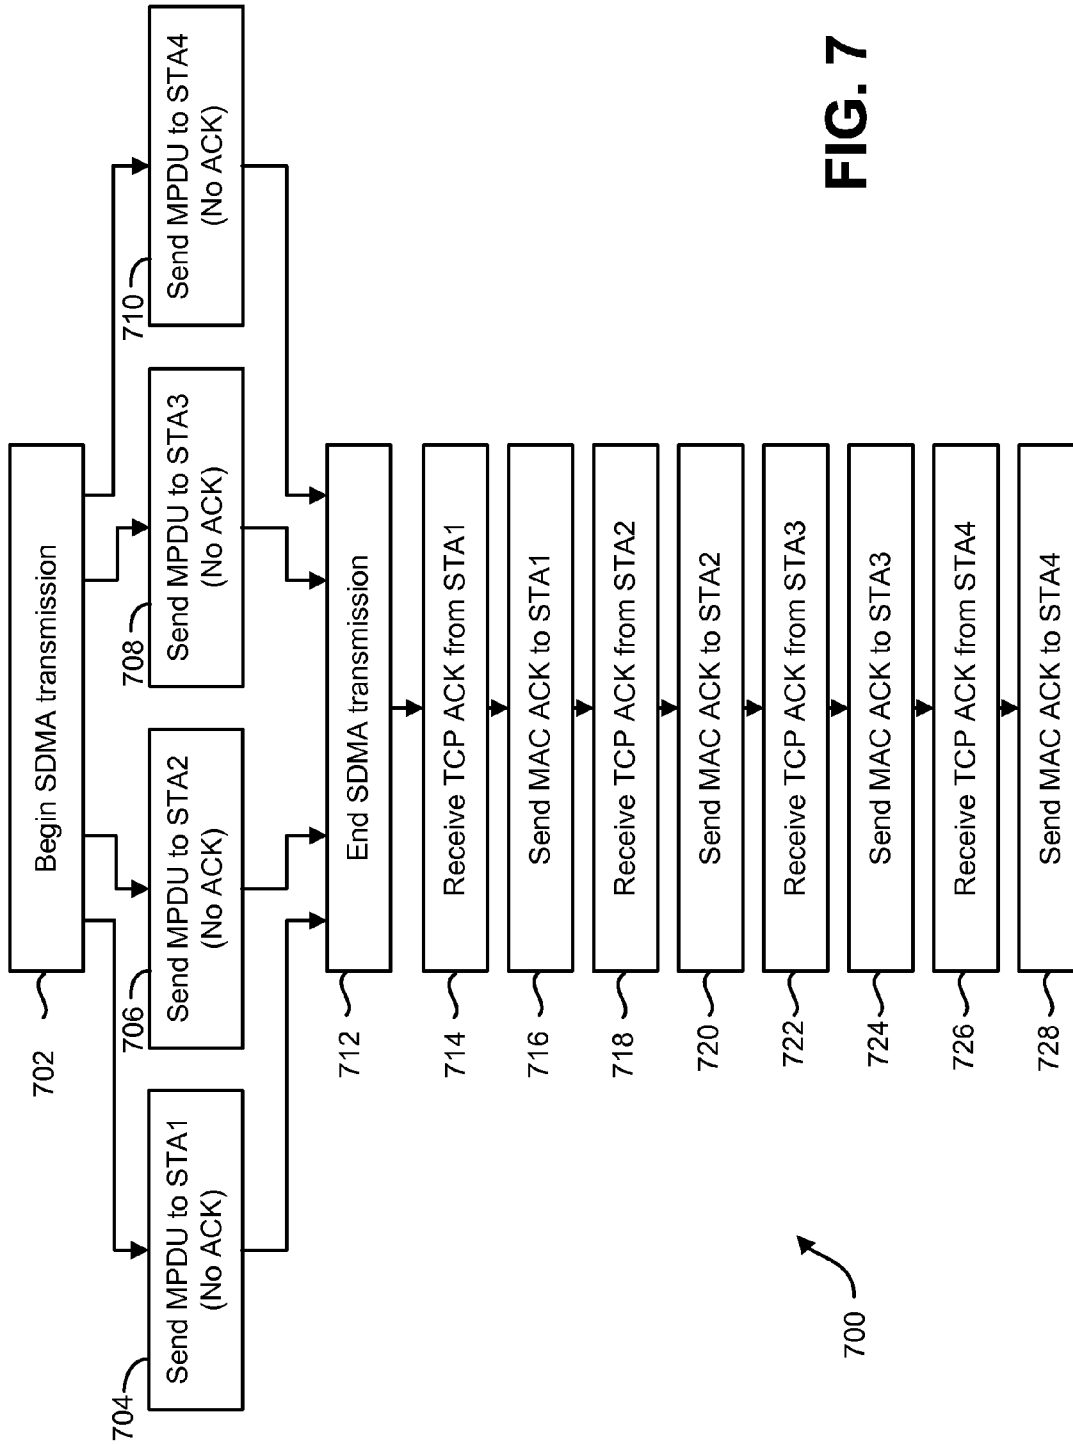 702
Begin SDMA transmission
704
Send MPDU to STA1
(No ACK)
706
Send MPDU to STA2
(No ACK)
708
Send MPDU to STA3
(No ACK)
710
Send MPDU to STA4
(No ACK)
712
End SDMA transmission
714
Receive TCP ACK from STA1
716
Send MAC ACK to STA1
718
Receive TCP ACK from STA2
720
Send MAC ACK to STA2
722
Receive TCP ACK from STA3
724
Send MAC ACK to STA3
726
Receive TCP ACK from STA4
728
Send MAC ACK to STA4
700
FIG. 7